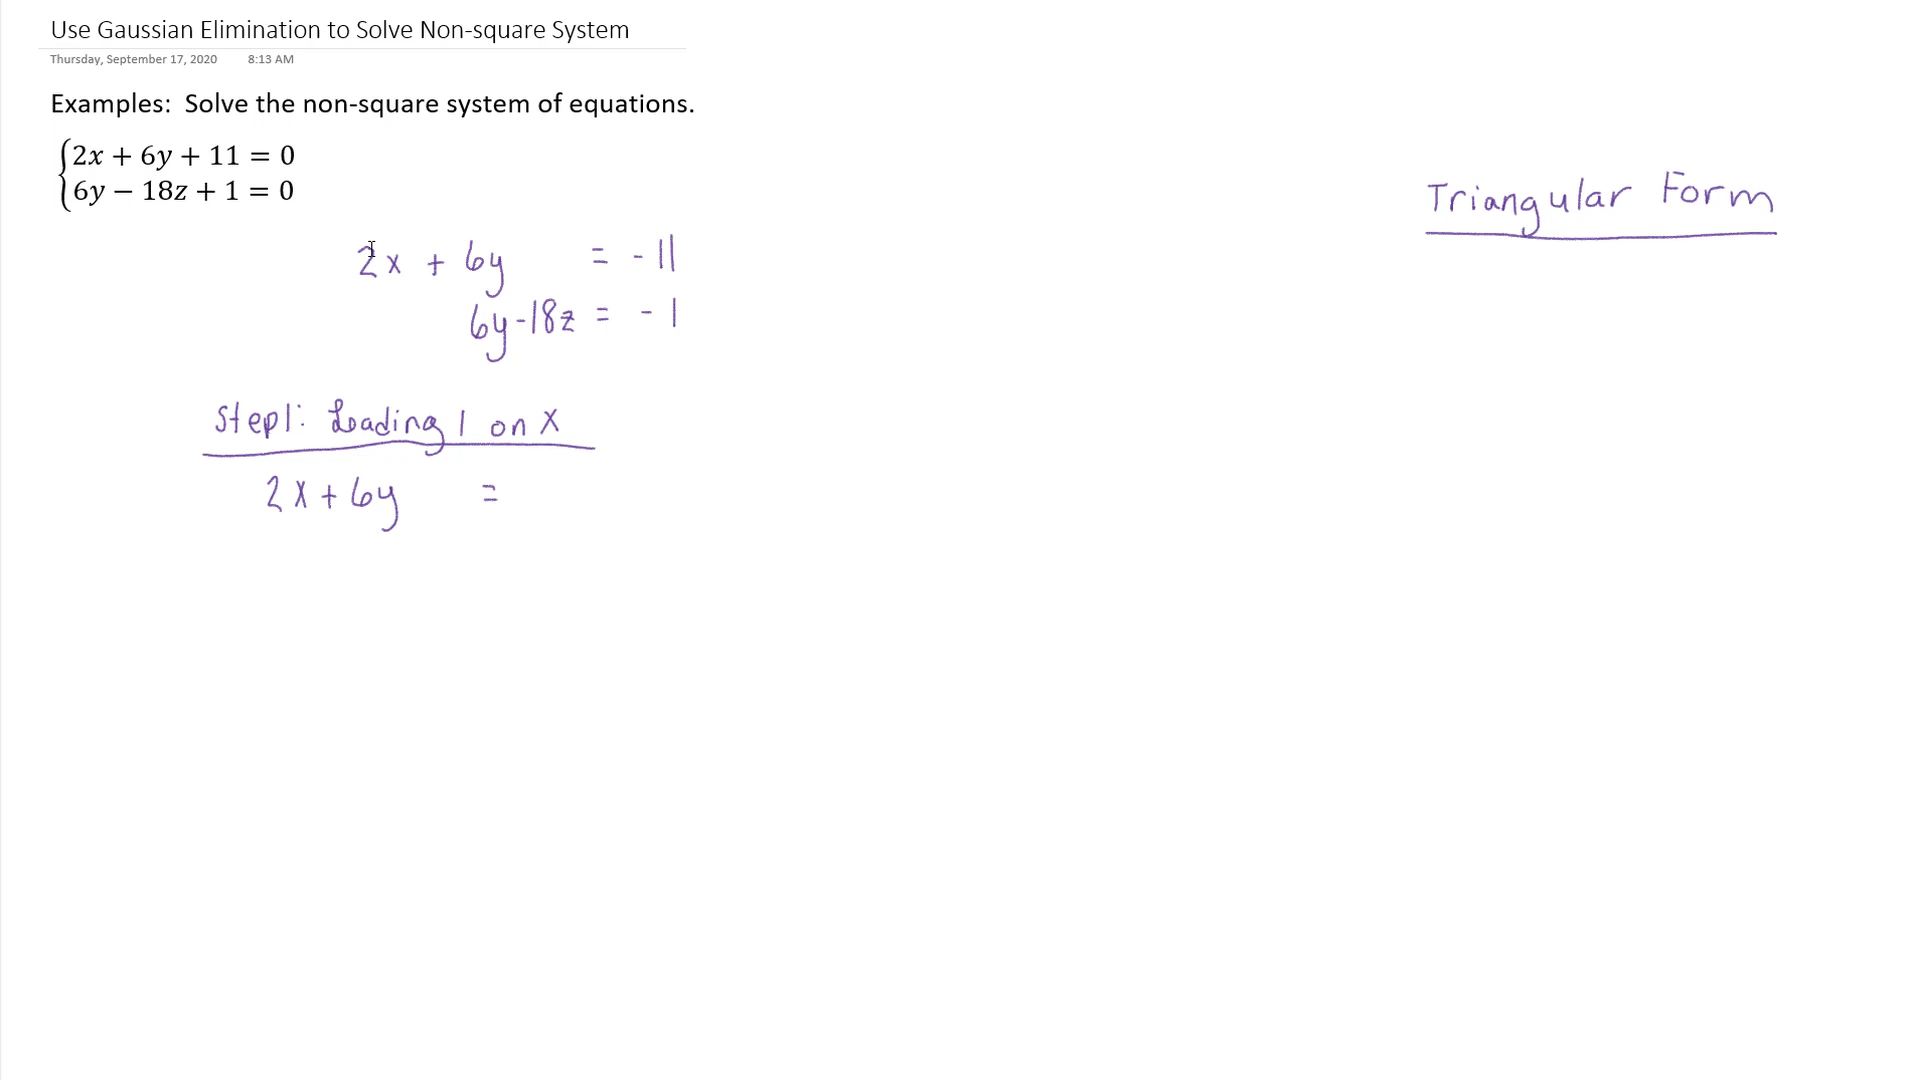 Use Gaussian Elimination to Solve Non-square System
Thursday, September 17, 2020 8:13 AM
Examples: Solve the non-square system of equations.
2x + 6y + 11 = 0
6y − 18z + 1 = 0
Triangular Form
2x + 6y = -11
6y-18z = -1
Step1: Leading 1 on X
2x + 6y =